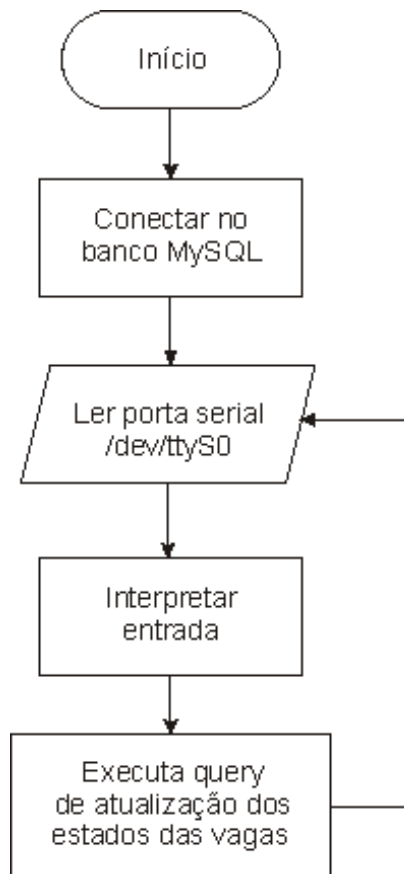 Início
Conectar no
banco MySQL
Ler porta serial
/dev/ttyS0
Interpretar
entrada
Executa query
de atualização dos
estados das vagas